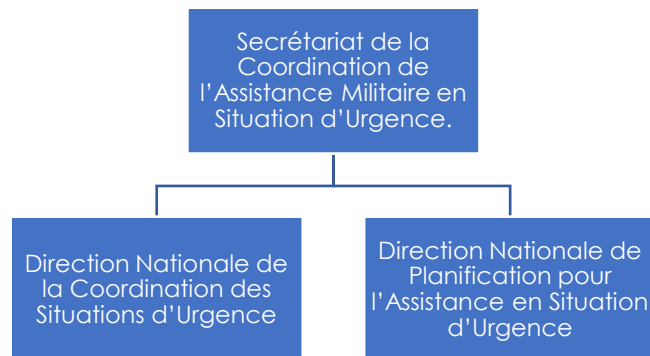 Secrétariat de la
Coordination de
l’Assistance Militaire en
Situation d’Urgence.
Direction Nationale de
la Coordination des
Situations d’Urgence
Direction Nationale de
Planification pour
l’Assistance en Situation
d’Urgence